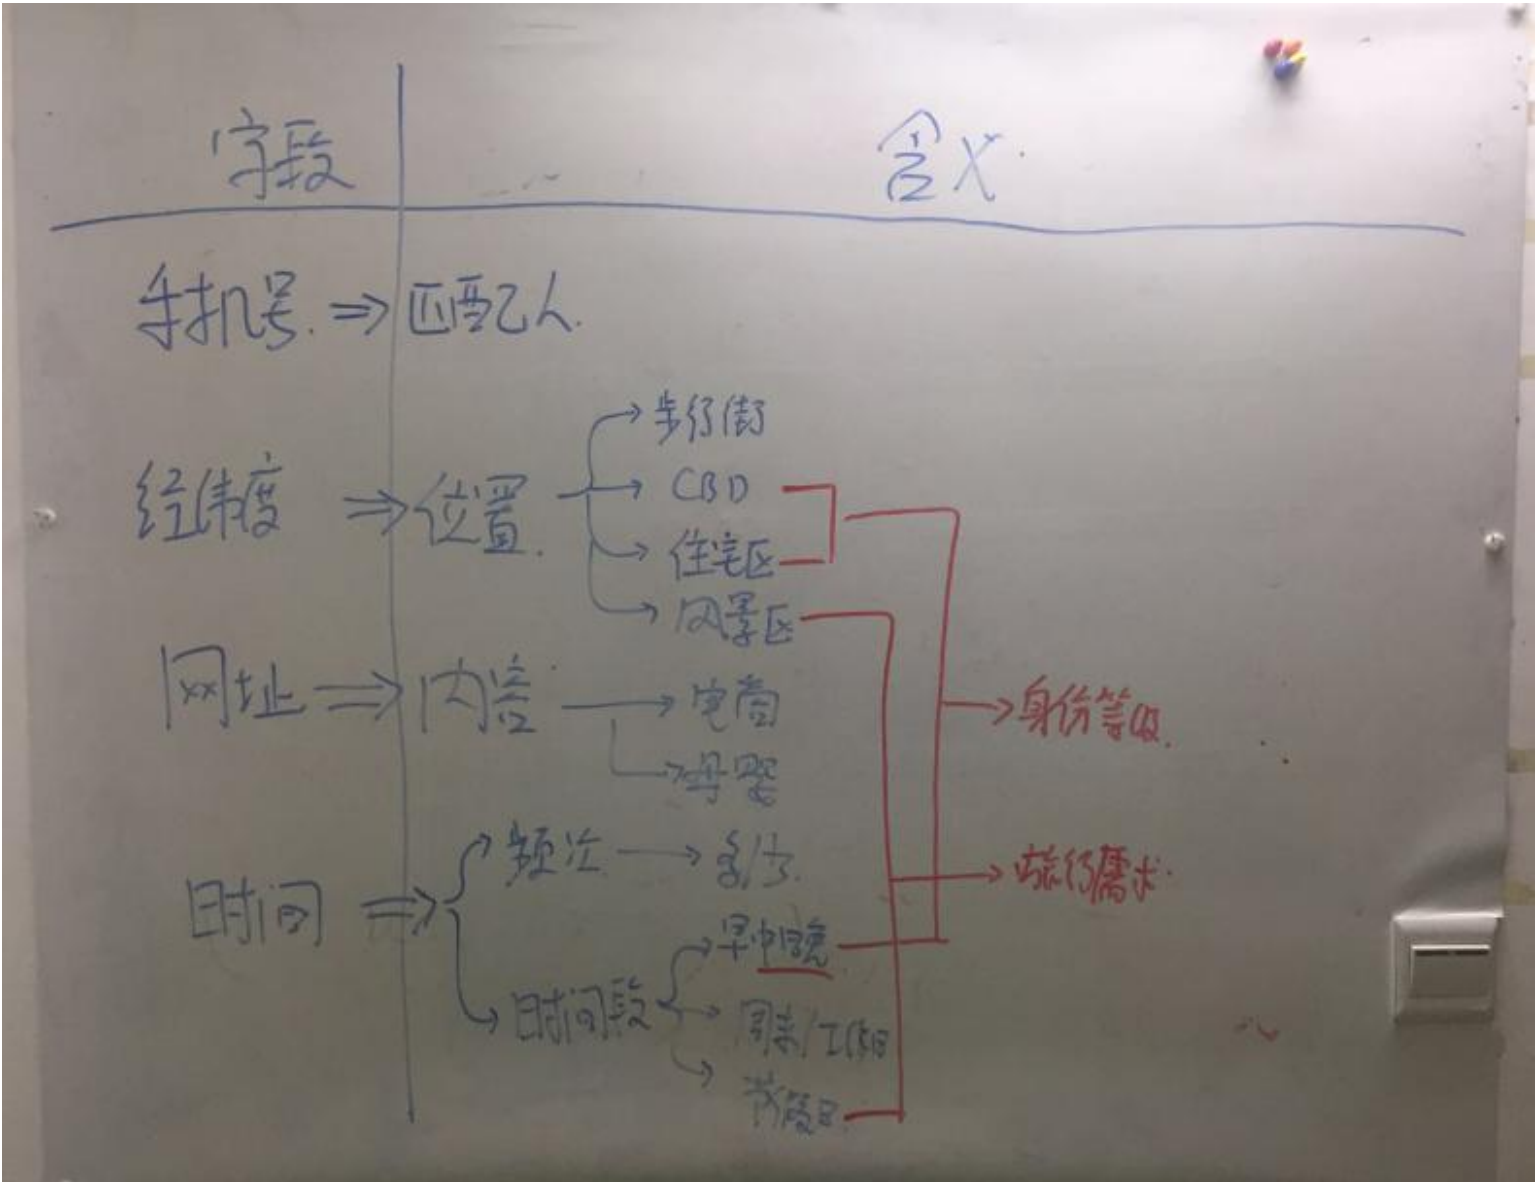 字段 含义
手机号 ⇒ 匹配人
步行街
CBD
经纬度 ⇒ 位置
住宅区
风景区
网址 ⇒ 内容
电商
身份等级
母婴
频次 → 多/少
旅行需求
时间 ⇒
早中晚
时间段
周末/工作日
节假日